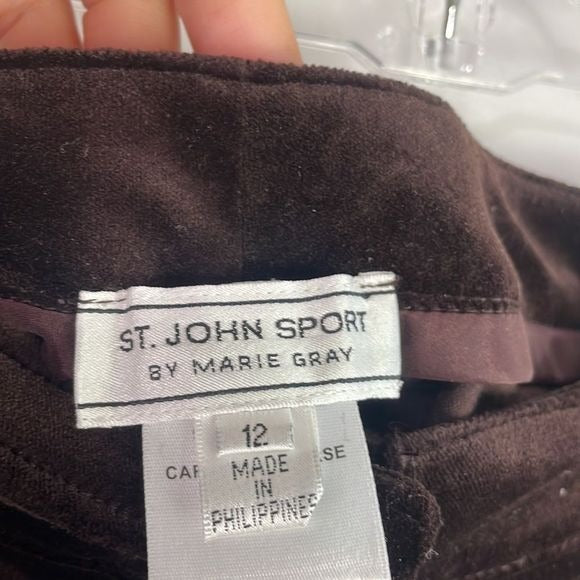 ST. JOHN SPORT
BY MARIE GRAY
12
MADE
IN
PHILIPPINES